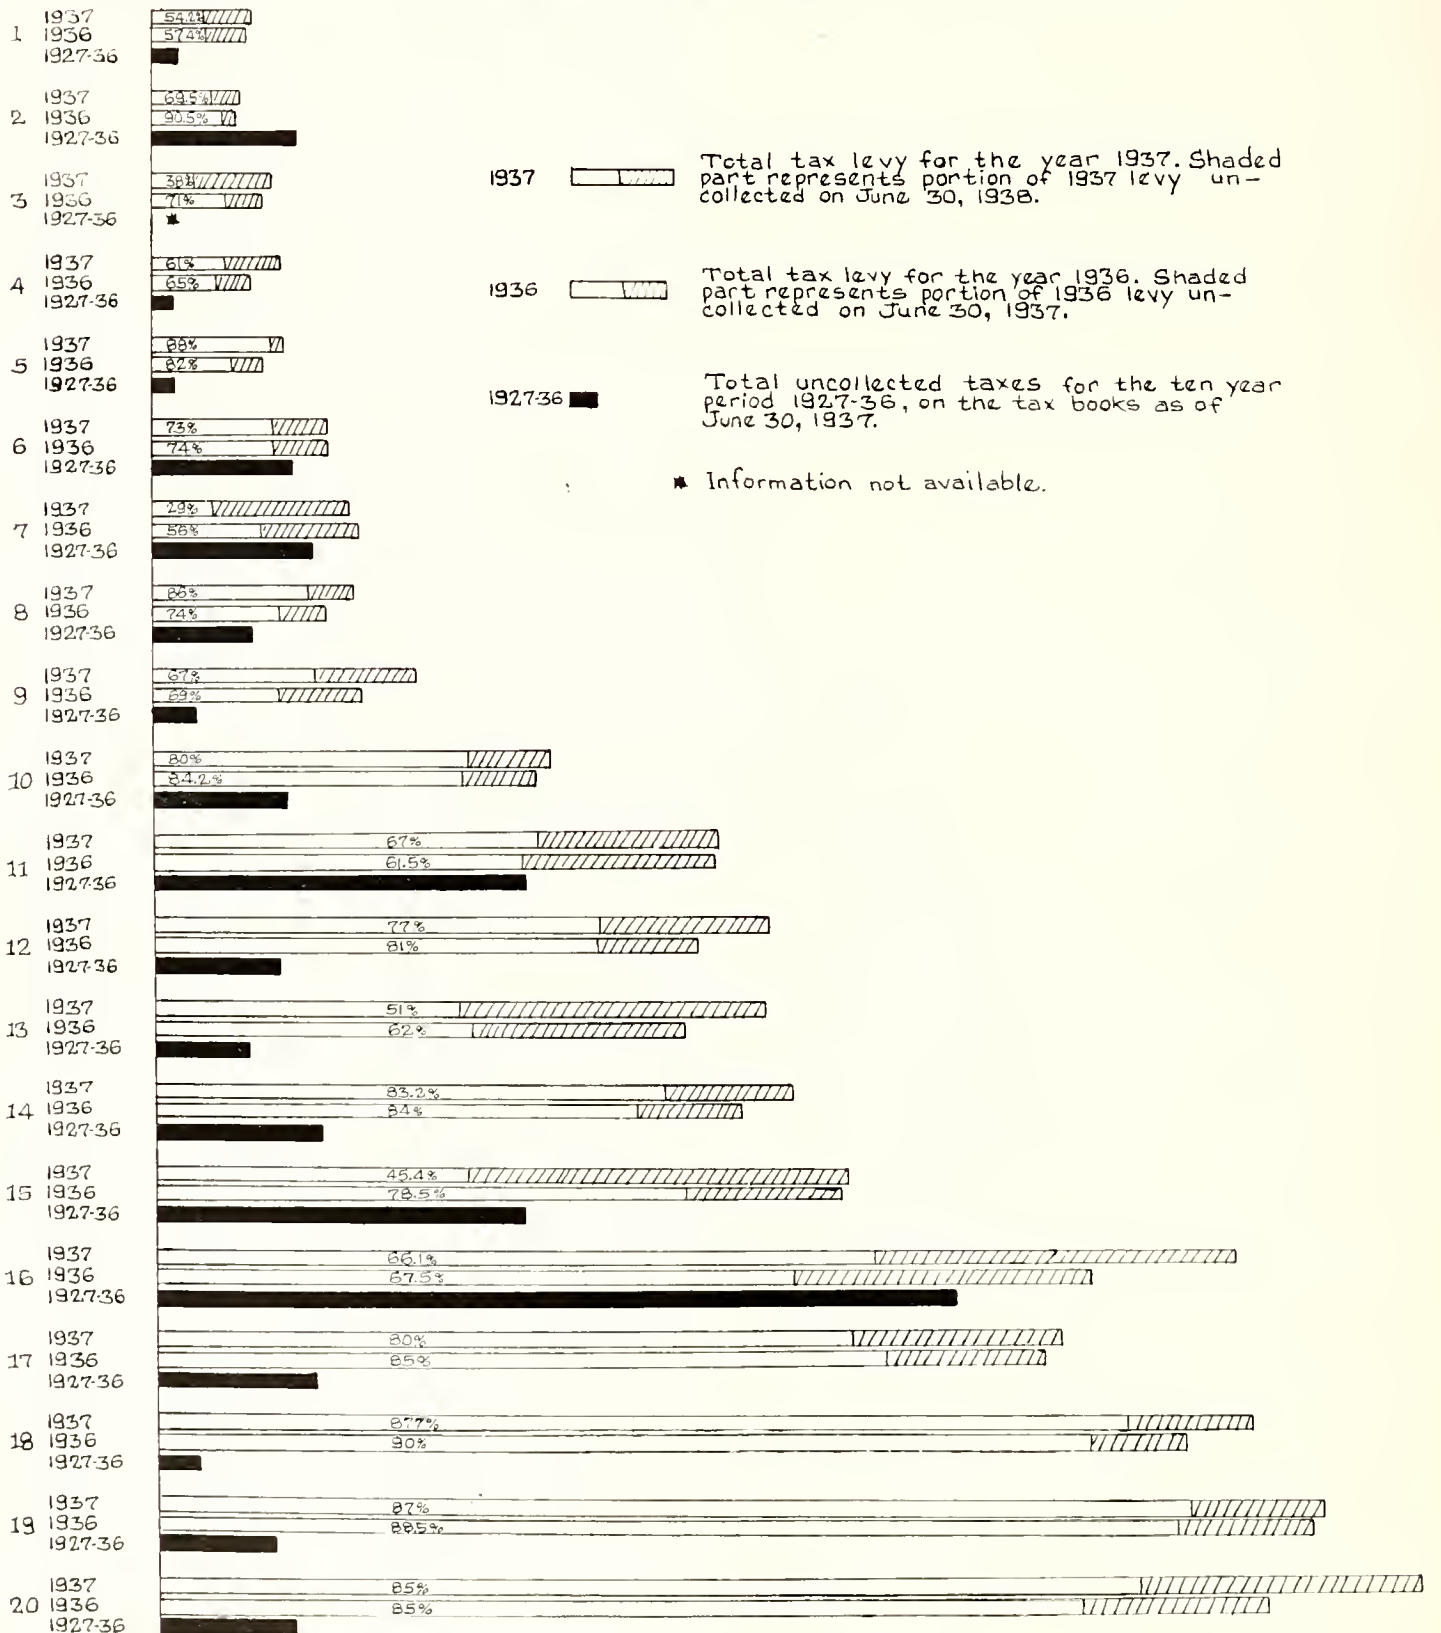 1937 54.2%
1 1936 57.4%
1927-36
1937 69.5%
2 1936 90.5%
1927-36
1937 38%
3 1936 71%
1927-36 *
1937 61%
4 1936 65%
1927-36
1937 88%
5 1936 82%
1927-36
1937 73%
6 1936 74%
1927-36
1937 29%
7 1936 56%
1927-36
1937 86%
8 1936 74%
1927-36
1937 67%
9 1936 69%
1927-36
1937 80%
10 1936 84.2%
1927-36
1937 67%
11 1936 61.5%
1927-36
1937 77%
12 1936 81%
1927-36
1937 51%
13 1936 62%
1927-36
1937 83.2%
14 1936 84%
1927-36
1937 45.4%
15 1936 78.5%
1927-36
1937 66.1%
16 1936 67.5%
1927-36
1937 80%
17 1936 85%
1927-36
1937 87.7%
18 1936 90%
1927-36
1937 87%
19 1936 88.5%
1927-36
1937 85%
20 1936 85%
1927-36
1937 Total tax levy for the year 1937. Shaded
part represents portion of 1937 levy un-
collected on June 30, 1938.
1936 Total tax levy for the year 1936. Shaded
part represents portion of 1936 levy un-
collected on June 30, 1937.
1927-36 Total uncollected taxes for the ten year
period 1927-36, on the tax books as of
June 30, 1937.
* Information not available.